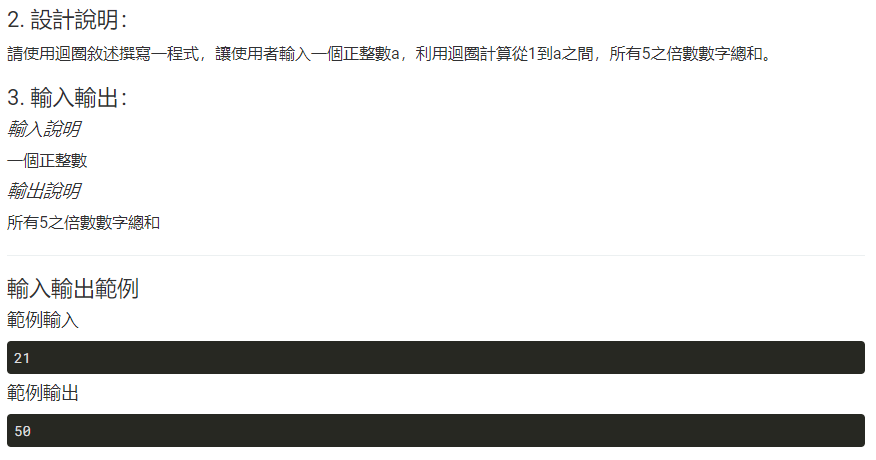 2. 設計說明：
請使用迴圈敘述撰寫一程式，讓使用者輸入一個正整數a，利用迴圈計算從1到a之間，所有5之倍數數字總和。
3. 輸入輸出：
輸入說明
一個正整數
輸出說明
所有5之倍數數字總和
輸入輸出範例
範例輸入
21
範例輸出
50